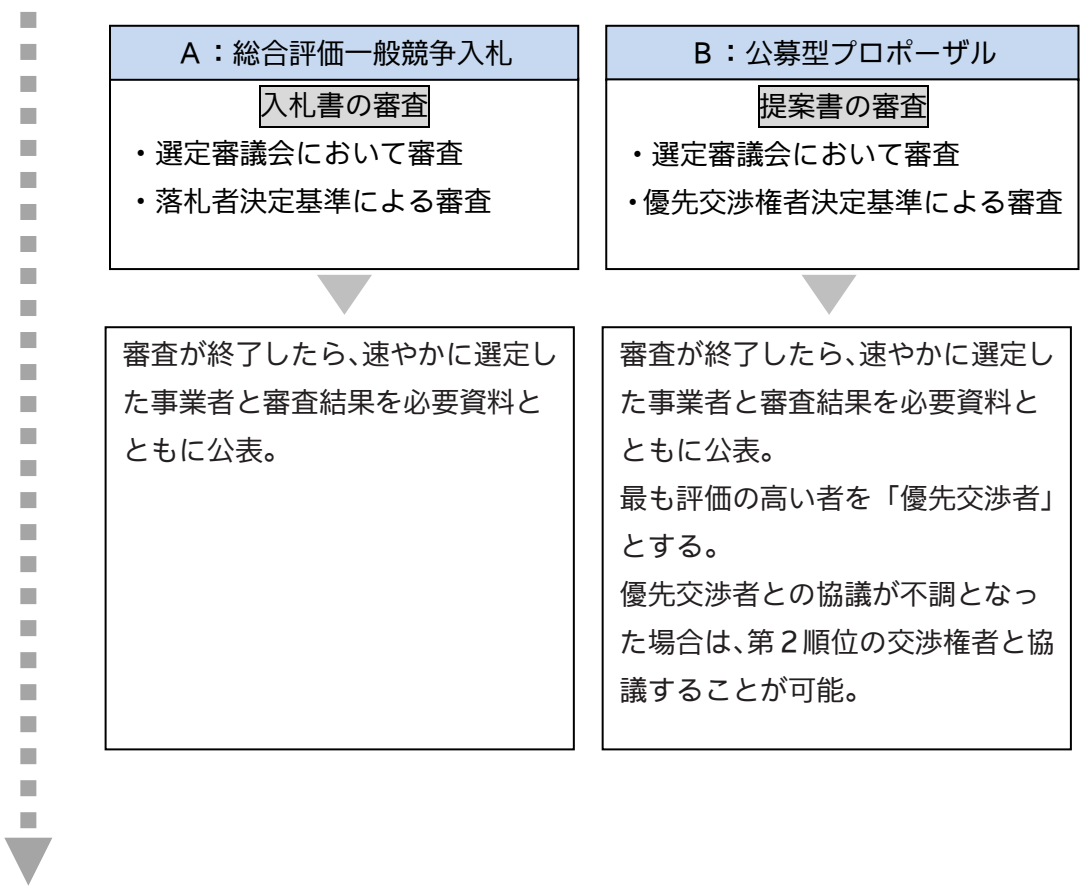 A：総合評価一般競争入札
入札書の審査
・選定審議会において審査
・落札者決定基準による審査
審査が終了したら、速やかに選定し
た事業者と審査結果を必要資料と
ともに公表。
B：公募型プロポーザル
提案書の審査
・選定審議会において審査
・優先交渉権者決定基準による審査
審査が終了したら、速やかに選定し
た事業者と審査結果を必要資料と
ともに公表。
最も評価の高い者を「優先交渉者」
とする。
優先交渉者との協議が不調となっ
た場合は、第２順位の交渉権者と協
議することが可能。